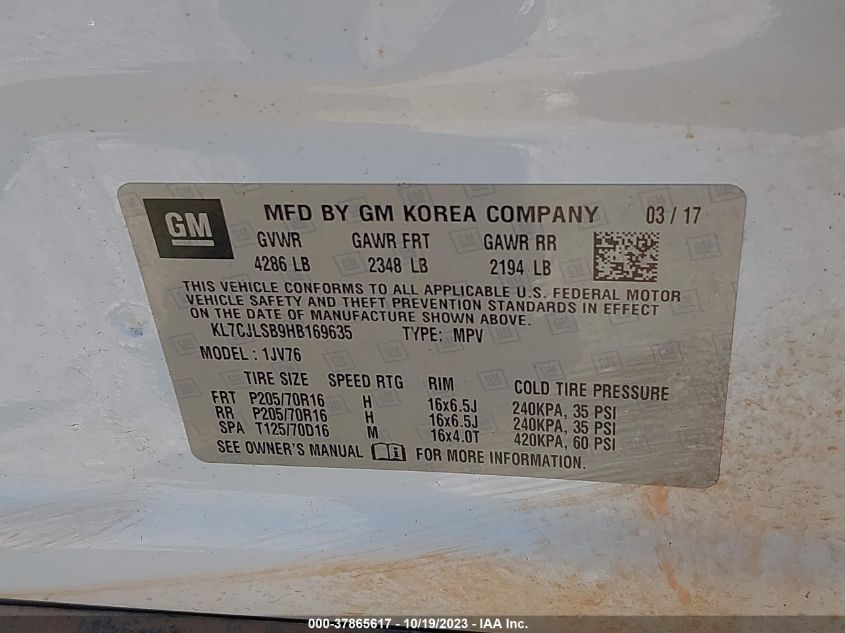 GM MFD BY GM KOREA COMPANY 03 / 17
GVWR GAWR FRT GAWR RR
4286 LB 2348 LB 2194 LB
THIS VEHICLE CONFORMS TO ALL APPLICABLE U.S. FEDERAL MOTOR
VEHICLE SAFETY AND THEFT PREVENTION STANDARDS IN EFFECT
ON THE DATE OF MANUFACTURE SHOWN ABOVE.
KL7CJLSB9HB169635 TYPE: MPV
MODEL : 1JV76
TIRE SIZE SPEED RTG RIM COLD TIRE PRESSURE
FRT P205/70R16 H 16x6.5J 240KPA, 35 PSI
RR P205/70R16 H 16x6.5J 240KPA, 35 PSI
SPA T125/70D16 M 16x4.0T 420KPA, 60 PSI
SEE OWNER'S MANUAL FOR MORE INFORMATION.
000-37865617 - 10/19/2023 - IAA Inc.